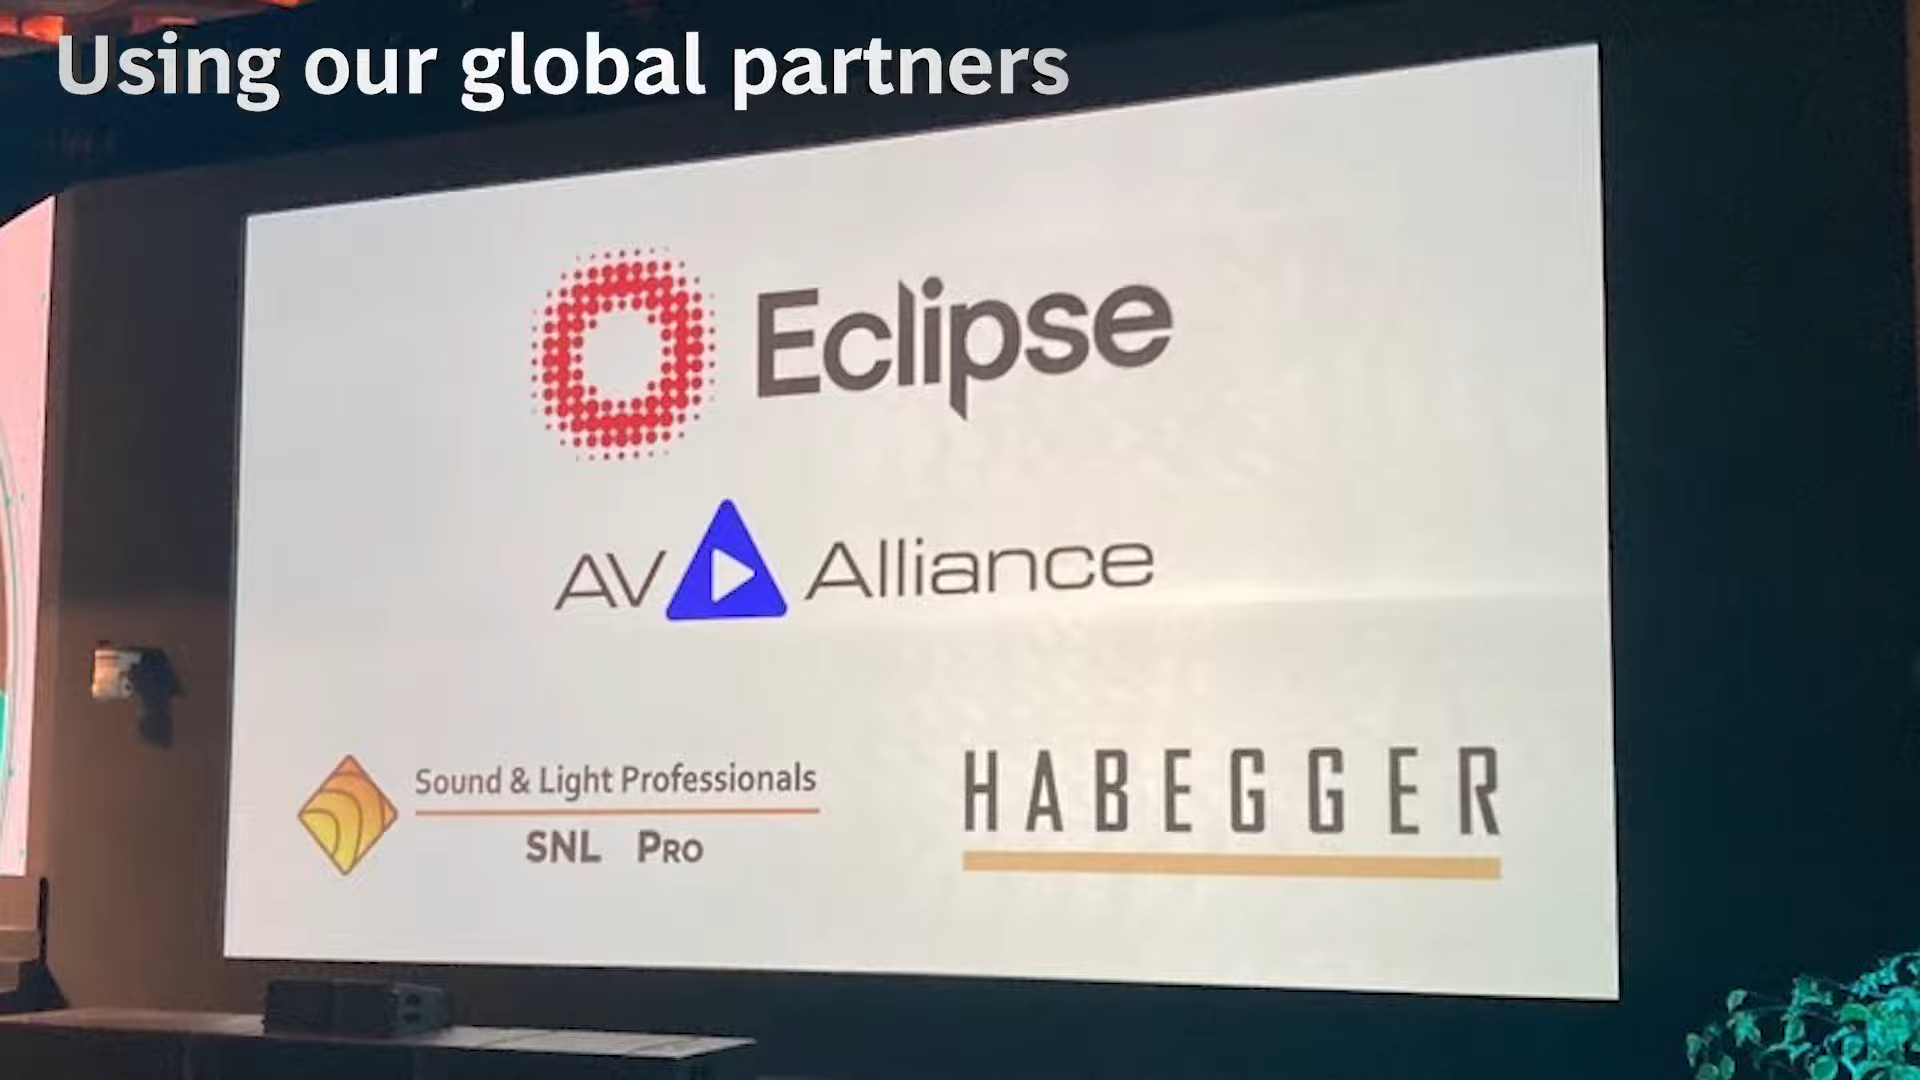 Using our global partners
Eclipse
AV Alliance
Sound & Light Professionals
SNL Pro
HABEGGER